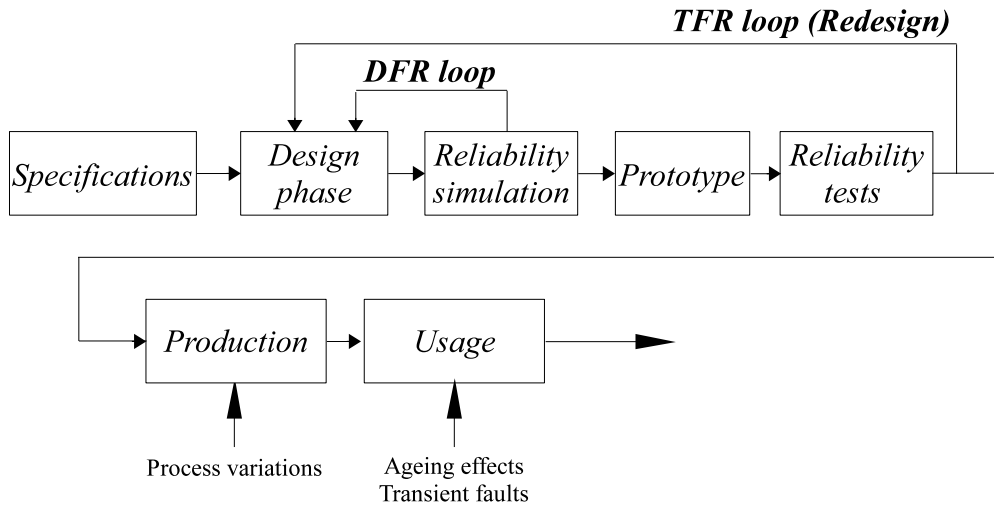 TFR loop (Redesign)
DFR loop
Specifications
Design
phase
Reliability
simulation
Prototype
Reliability
tests
Production
Usage
Process variations
Ageing effects
Transient faults